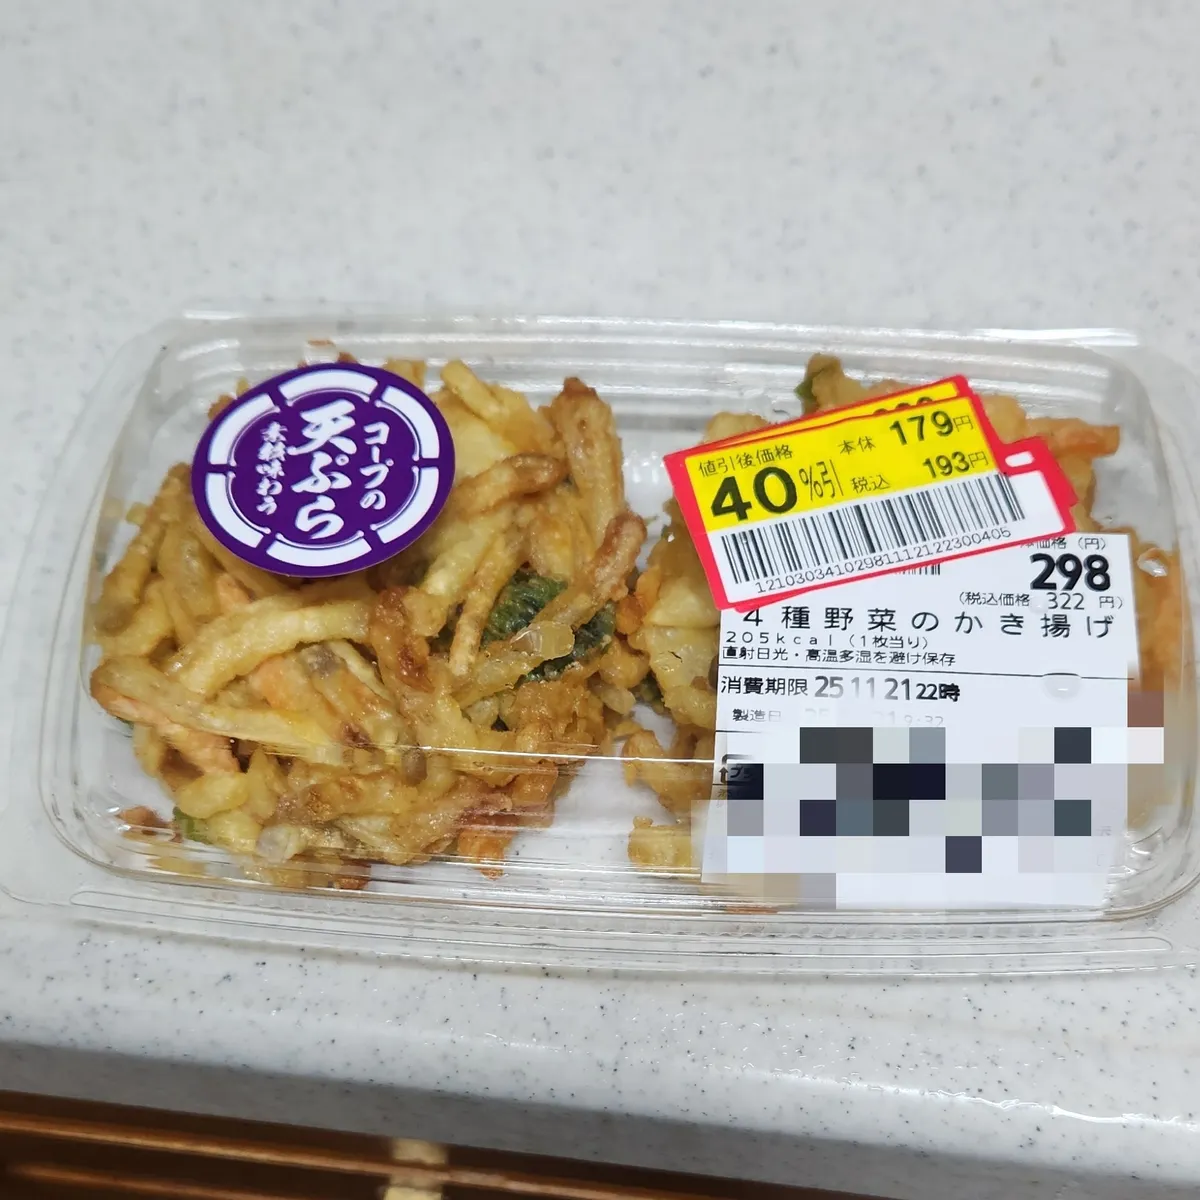 コープの
天ぷら
素材味わう
値引後価格
本体 179円
40%引 税込 193円
1210303410298111212230040​5
本体価格 (円)
298
(税込価格 322 円)
4種野菜のかき揚げ
205kcal (1枚当り)
直射日光・高温多湿を避け保存
消費期限 25.11.21 22時
製造日 9:32